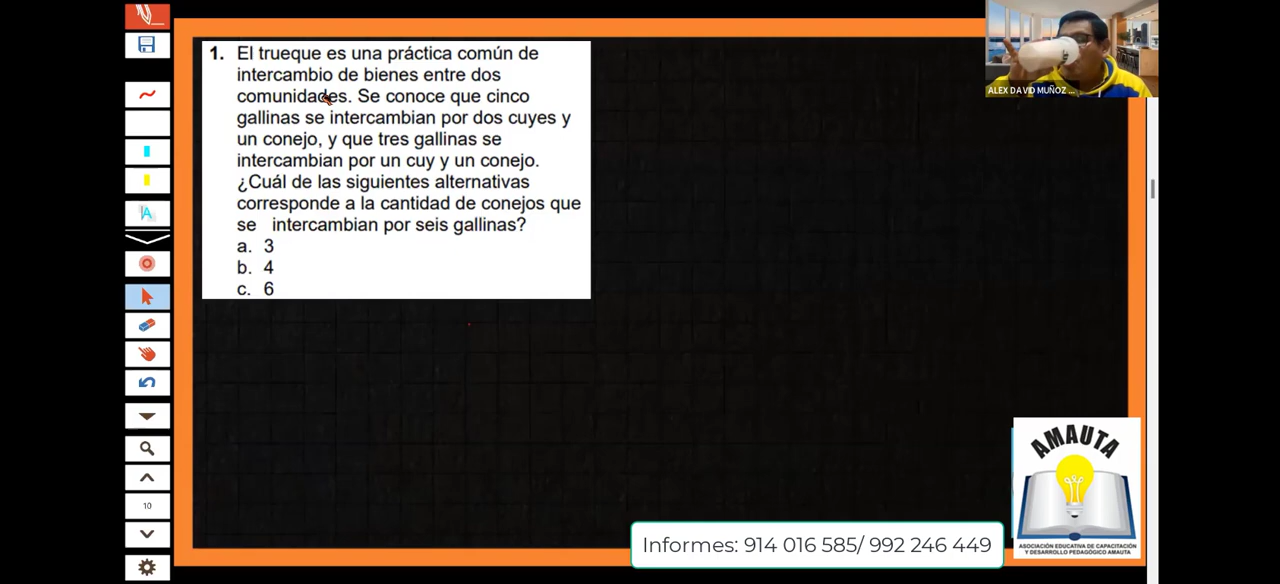 1. El trueque es una práctica común de
intercambio de bienes entre dos
comunidades. Se conoce que cinco
gallinas se intercambian por dos cuyes y
un conejo, y que tres gallinas se
intercambian por un cuy y un conejo.
¿Cuál de las siguientes alternativas
corresponde a la cantidad de conejos que
se intercambian por seis gallinas?
a. 3
b. 4
c. 6
ALEX DAVID MUÑOZ ...
A
10
AMAUTA
ASOCIACIÓN EDUCATIVA DE CAPACITACIÓN
Y DESARROLLO PEDAGÓGICO AMAUTA
Informes: 914 016 585/ 992 246 449